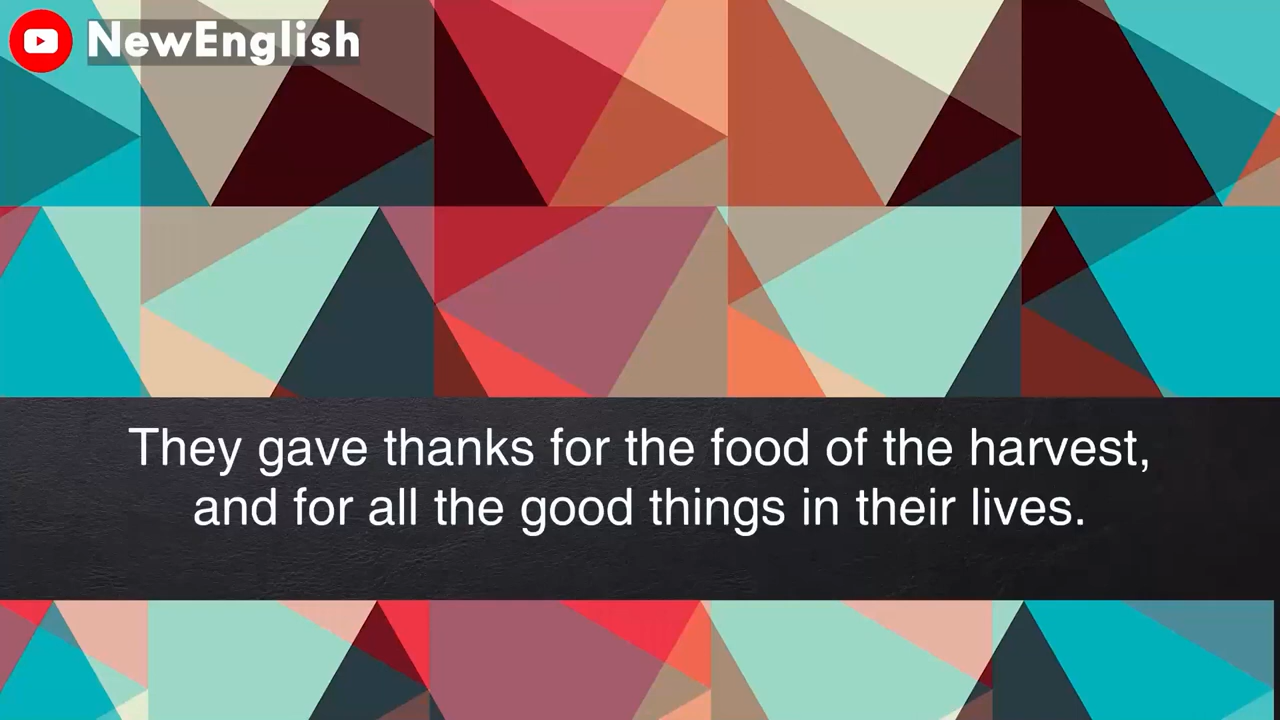 NewEnglish
They gave thanks for the food of the harvest,
and for all the good things in their lives.